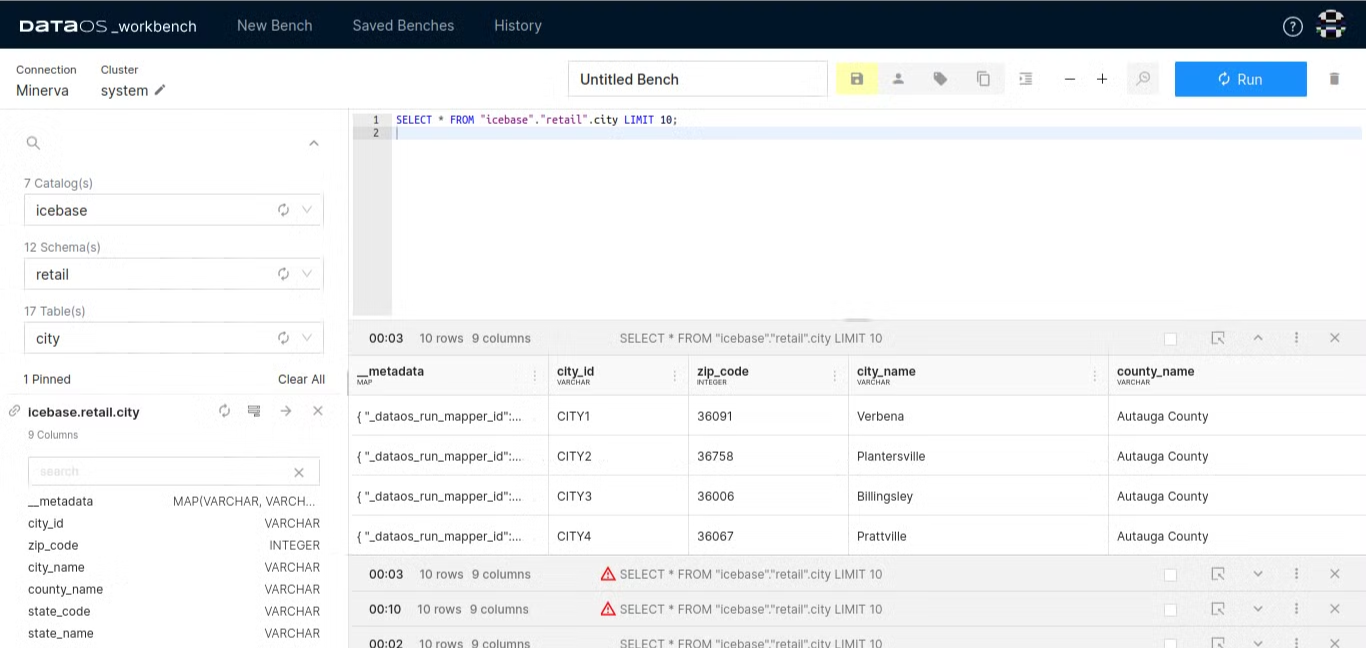 DATAOS _workbench New Bench Saved Benches History ?
Connection Cluster
Minerva system
Untitled Bench
Run
1 SELECT * FROM "icebase"."retail".city LIMIT 10;
2
7 Catalog(s)
icebase
12 Schema(s)
retail
17 Table(s)
city
1 Pinned Clear All
icebase.retail.city
9 Columns
search
__metadata MAP(VARCHAR, VARCH...
city_id VARCHAR
zip_code INTEGER
city_name VARCHAR
county_name VARCHAR
state_code VARCHAR
state_name VARCHAR
00:03 10 rows 9 columns SELECT * FROM "icebase"."retail".city LIMIT 10
__metadata city_id zip_code city_name county_name
MAP VARCHAR INTEGER VARCHAR VARCHAR
{ "_dataos_run_mapper_id":... CITY1 36091 Verbena Autauga County
{ "_dataos_run_mapper_id":... CITY2 36758 Plantersville Autauga County
{ "_dataos_run_mapper_id":... CITY3 36006 Billingsley Autauga County
{ "_dataos_run_mapper_id":... CITY4 36067 Prattville Autauga County
00:03 10 rows 9 columns SELECT * FROM "icebase"."retail".city LIMIT 10
00:10 10 rows 9 columns SELECT * FROM "icebase"."retail".city LIMIT 10
00:02 10 rows 9 columns SELECT * FROM "icebase"."retail".city LIMIT 10